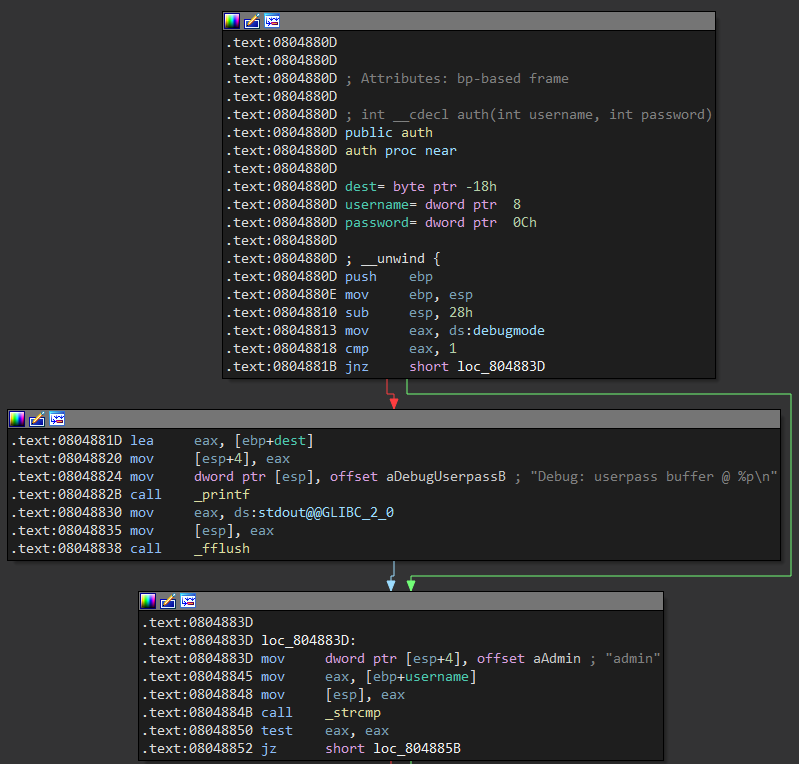 .text:0804880D
.text:0804880D
.text:0804880D ; Attributes: bp-based frame
.text:0804880D
.text:0804880D ; int __cdecl auth(int username, int password)
.text:0804880D public auth
.text:0804880D auth proc near
.text:0804880D
.text:0804880D dest= byte ptr -18h
.text:0804880D username= dword ptr  8
.text:0804880D password= dword ptr  0Ch
.text:0804880D
.text:0804880D ; __unwind {
.text:0804880D push    ebp
.text:0804880E mov     ebp, esp
.text:08048810 sub     esp, 28h
.text:08048813 mov     eax, ds:debugmode
.text:08048818 cmp     eax, 1
.text:0804881B jnz     short loc_804883D
.text:0804881D lea     eax, [ebp+dest]
.text:08048820 mov     [esp+4], eax
.text:08048824 mov     dword ptr [esp], offset aDebugUserpassB ; "Debug: userpass buffer @ %p\n"
.text:0804882B call    _printf
.text:08048830 mov     eax, ds:stdout@@GLIBC_2_0
.text:08048835 mov     [esp], eax
.text:08048838 call    _fflush
.text:0804883D
.text:0804883D loc_804883D:
.text:0804883D mov     dword ptr [esp+4], offset aAdmin ; "admin"
.text:08048845 mov     eax, [ebp+username]
.text:08048848 mov     [esp], eax
.text:0804884B call    _strcmp
.text:08048850 test    eax, eax
.text:08048852 jz      short loc_804885B